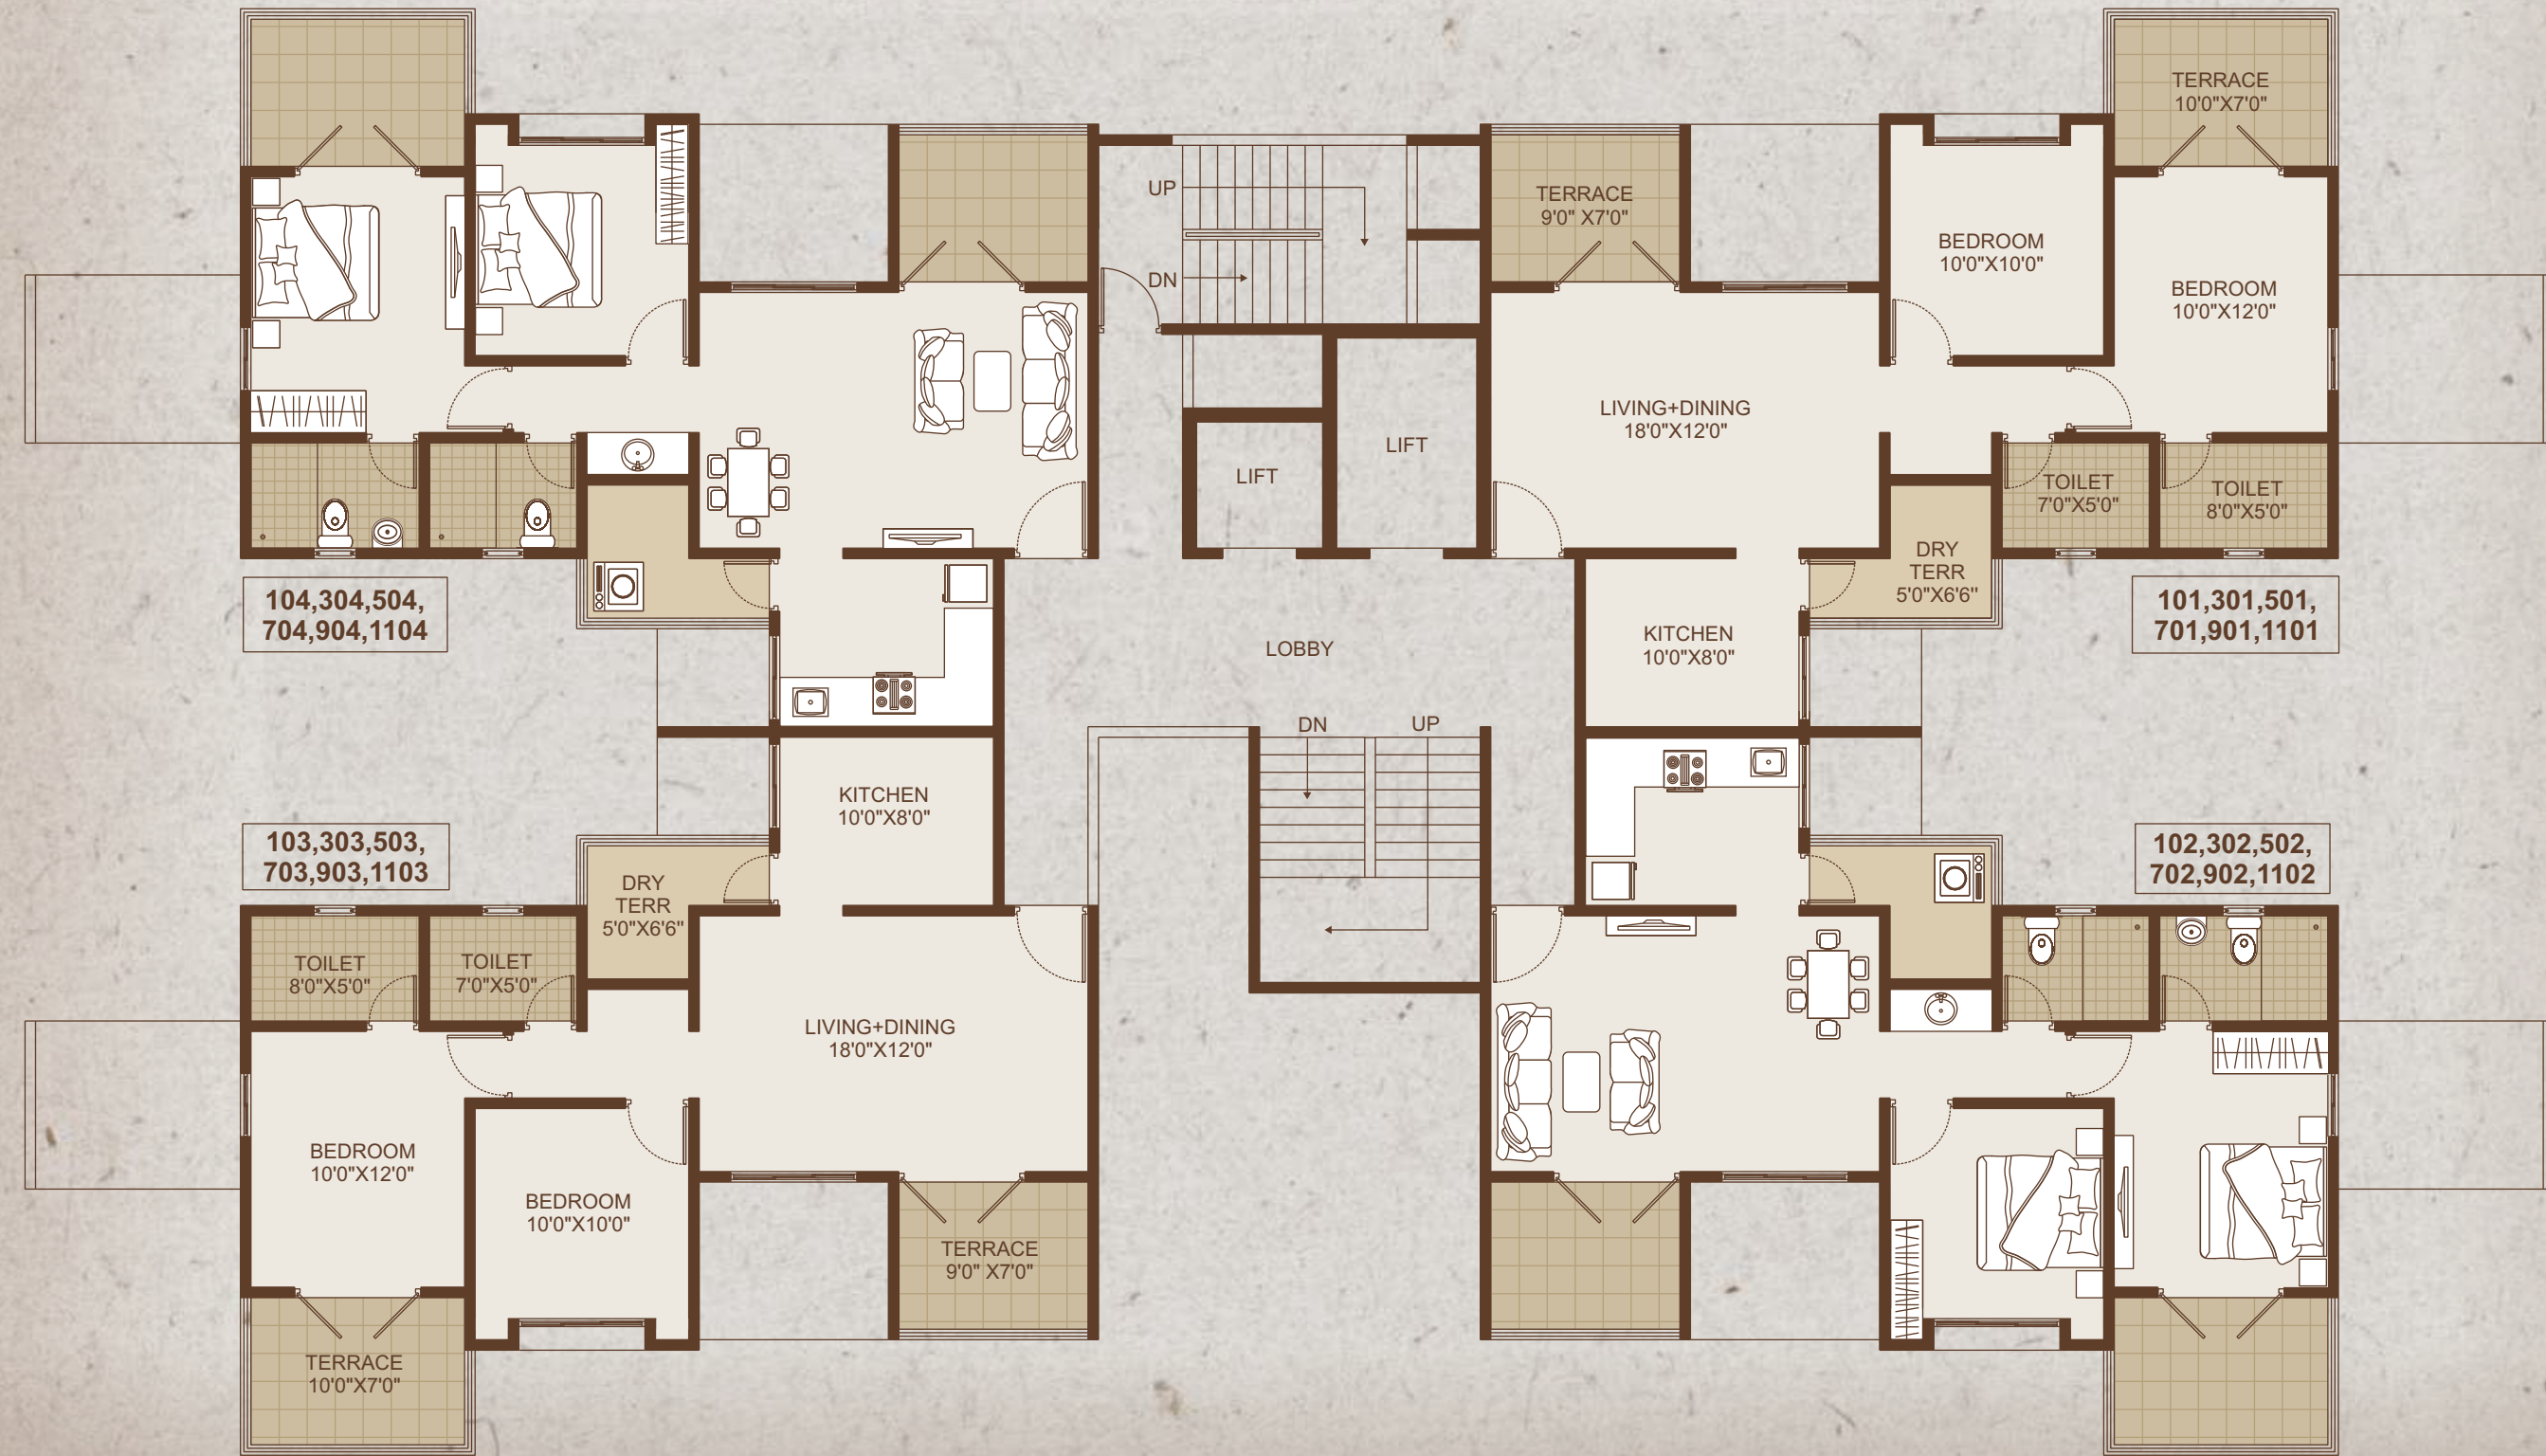 TERRACE
10'0"X7'0"
UP
TERRACE
9'0" X7'0"
BEDROOM
10'0"X10'0"
DN
BEDROOM
10'0"X12'0"
LIVING+DINING
18'0"X12'0"
LIFT
LIFT
TOILET
7'0"X5'0"
TOILET
8'0"X5'0"
DRY
TERR
5'0"X6'6"
104,304,504,
704,904,1104
101,301,501,
701,901,1101
LOBBY
KITCHEN
10'0"X8'0"
DN
UP
KITCHEN
10'0"X8'0"
103,303,503,
703,903,1103
102,302,502,
702,902,1102
DRY
TERR
5'0"X6'6"
TOILET
8'0"X5'0"
TOILET
7'0"X5'0"
LIVING+DINING
18'0"X12'0"
BEDROOM
10'0"X12'0"
BEDROOM
10'0"X10'0"
TERRACE
9'0" X7'0"
TERRACE
10'0"X7'0"